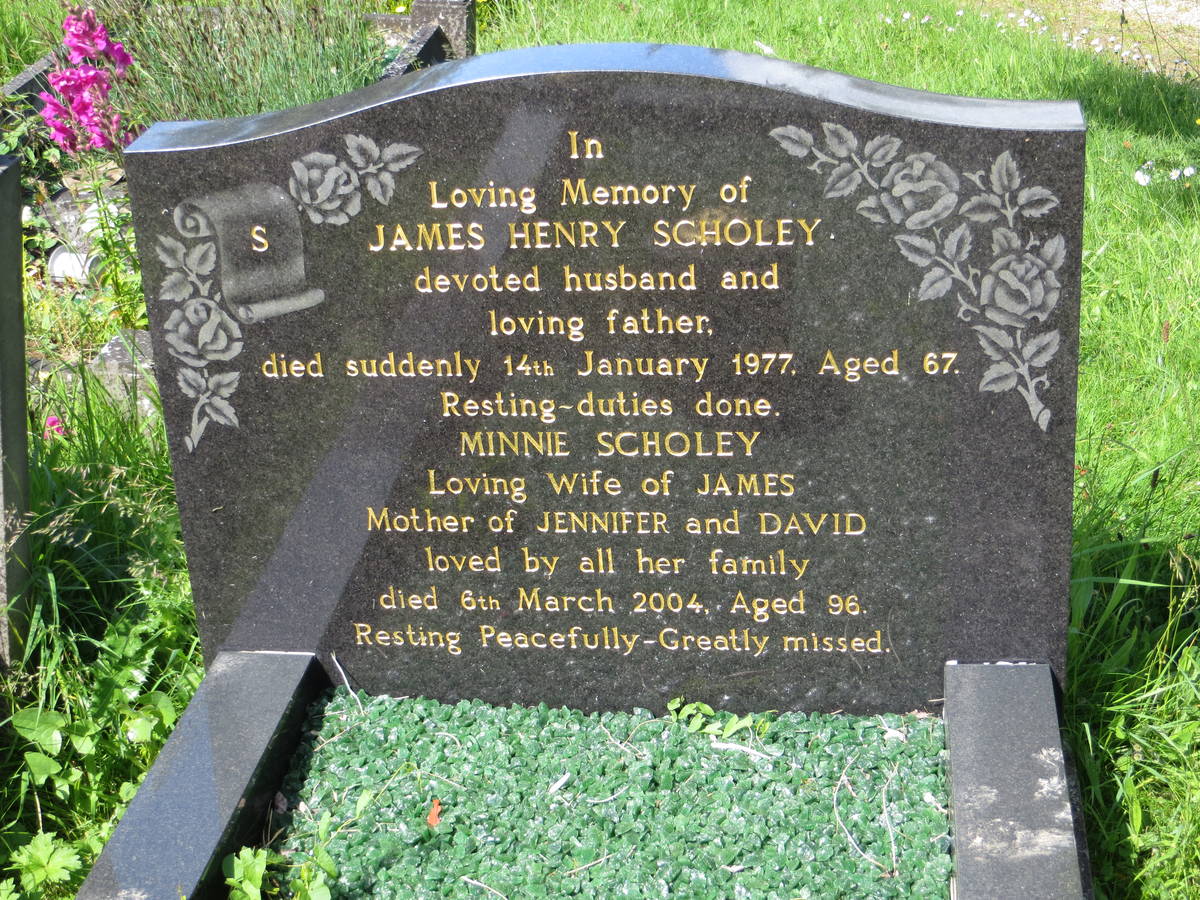 S
In
Loving Memory of
JAMES HENRY SCHOLEY
devoted husband and
loving father,
died suddenly 14th January 1977, Aged 67.
Resting-duties done.
MINNIE SCHOLEY
Loving Wife of JAMES
Mother of JENNIFER and DAVID
loved by all her family
died 6th March 2004, Aged 96.
Resting Peacefully-Greatly missed.